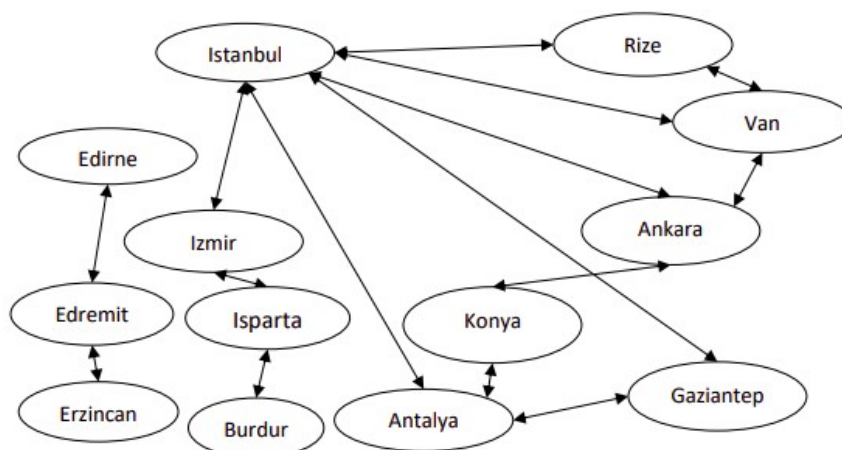 Istanbul
Rize
Van
Edirne
Ankara
Izmir
Edremit
Isparta
Konya
Gaziantep
Erzincan
Burdur
Antalya